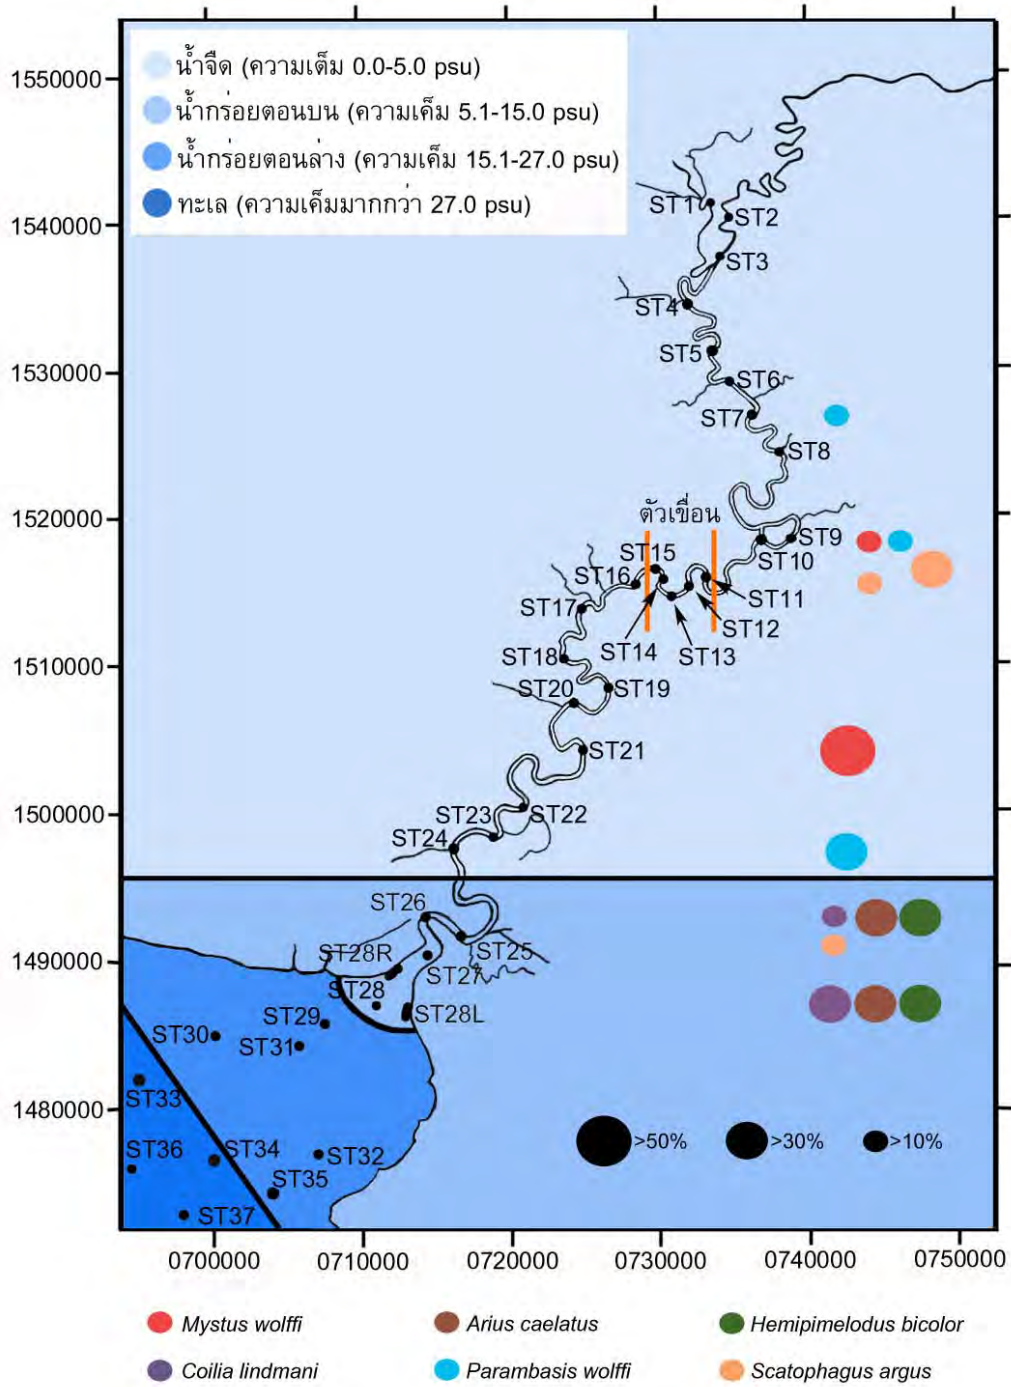 น้ำจืด (ความเต็ม 0.0-5.0 psu)
น้ำกร่อยตอนบน (ความเค็ม 5.1-15.0 psu)
น้ำกร่อยตอนล่าง (ความเค็ม 15.1-27.0 psu)
ทะเล (ความเค็มมากกว่า 27.0 psu)
1550000
1540000
1530000
1520000
1510000
1500000
1490000
1480000
ST1
ST2
ST3
ST4
ST5
ST6
ST7
ST8
ตัวเขื่อน
ST9
ST10
ST15
ST16
ST11
ST17
ST12
ST14
ST13
ST18
ST20
ST19
ST21
ST23
ST22
ST24
ST26
ST25
ST28R
ST27
ST28
ST28L
ST29
ST30
ST31
ST33
ST36
ST34
ST32
ST35
ST37
>50%
>30%
>10%
0700000
0710000
0720000
0730000
0740000
0750000
Mystus wolffi
Arius caelatus
Hemipimelodus bicolor
Coilia lindmani
Parambasis wolffi
Scatophagus argus